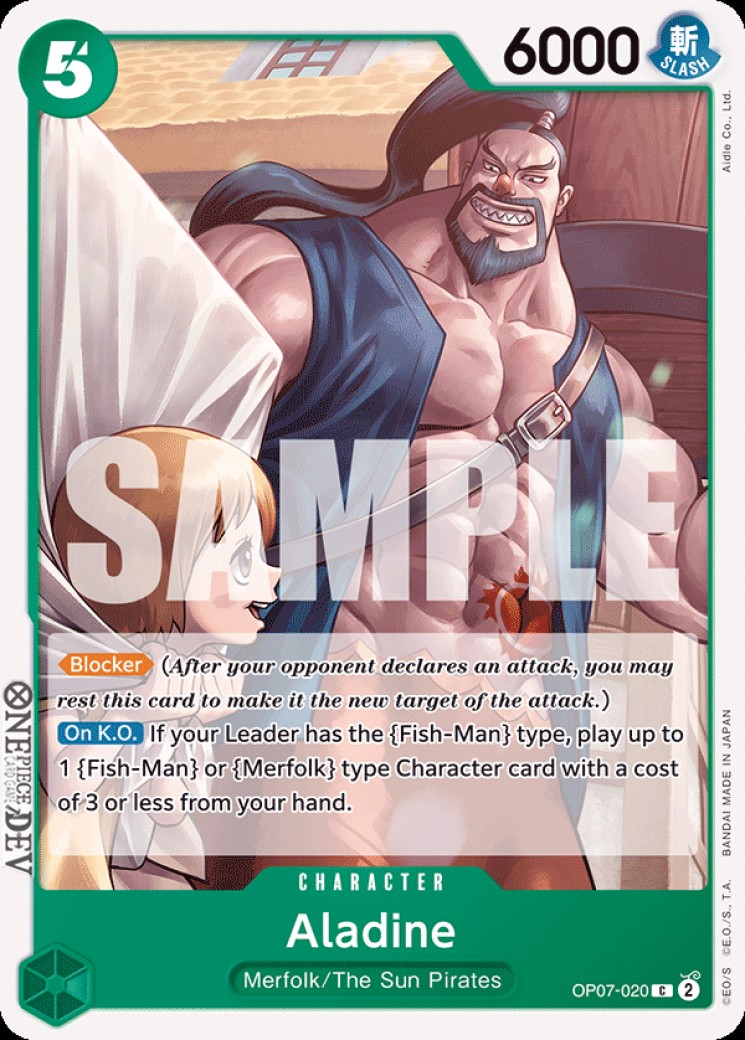 5
6000
斬
SLASH
Aidle Co., Ltd.
SAMPLE
Blocker (After your opponent declares an attack, you may
rest this card to make it the new target of the attack.)
On K.O. If your Leader has the {Fish-Man} type, play up to
1 {Fish-Man} or {Merfolk} type Character card with a cost
of 3 or less from your hand.
ONE PIECE
CARD GAME
.DEV
CHARACTER
Aladine
Merfolk/The Sun Pirates
OP07-020 C 2
©E.O/S ©E.O./S., T.A. BANDAI MADE IN JAPAN